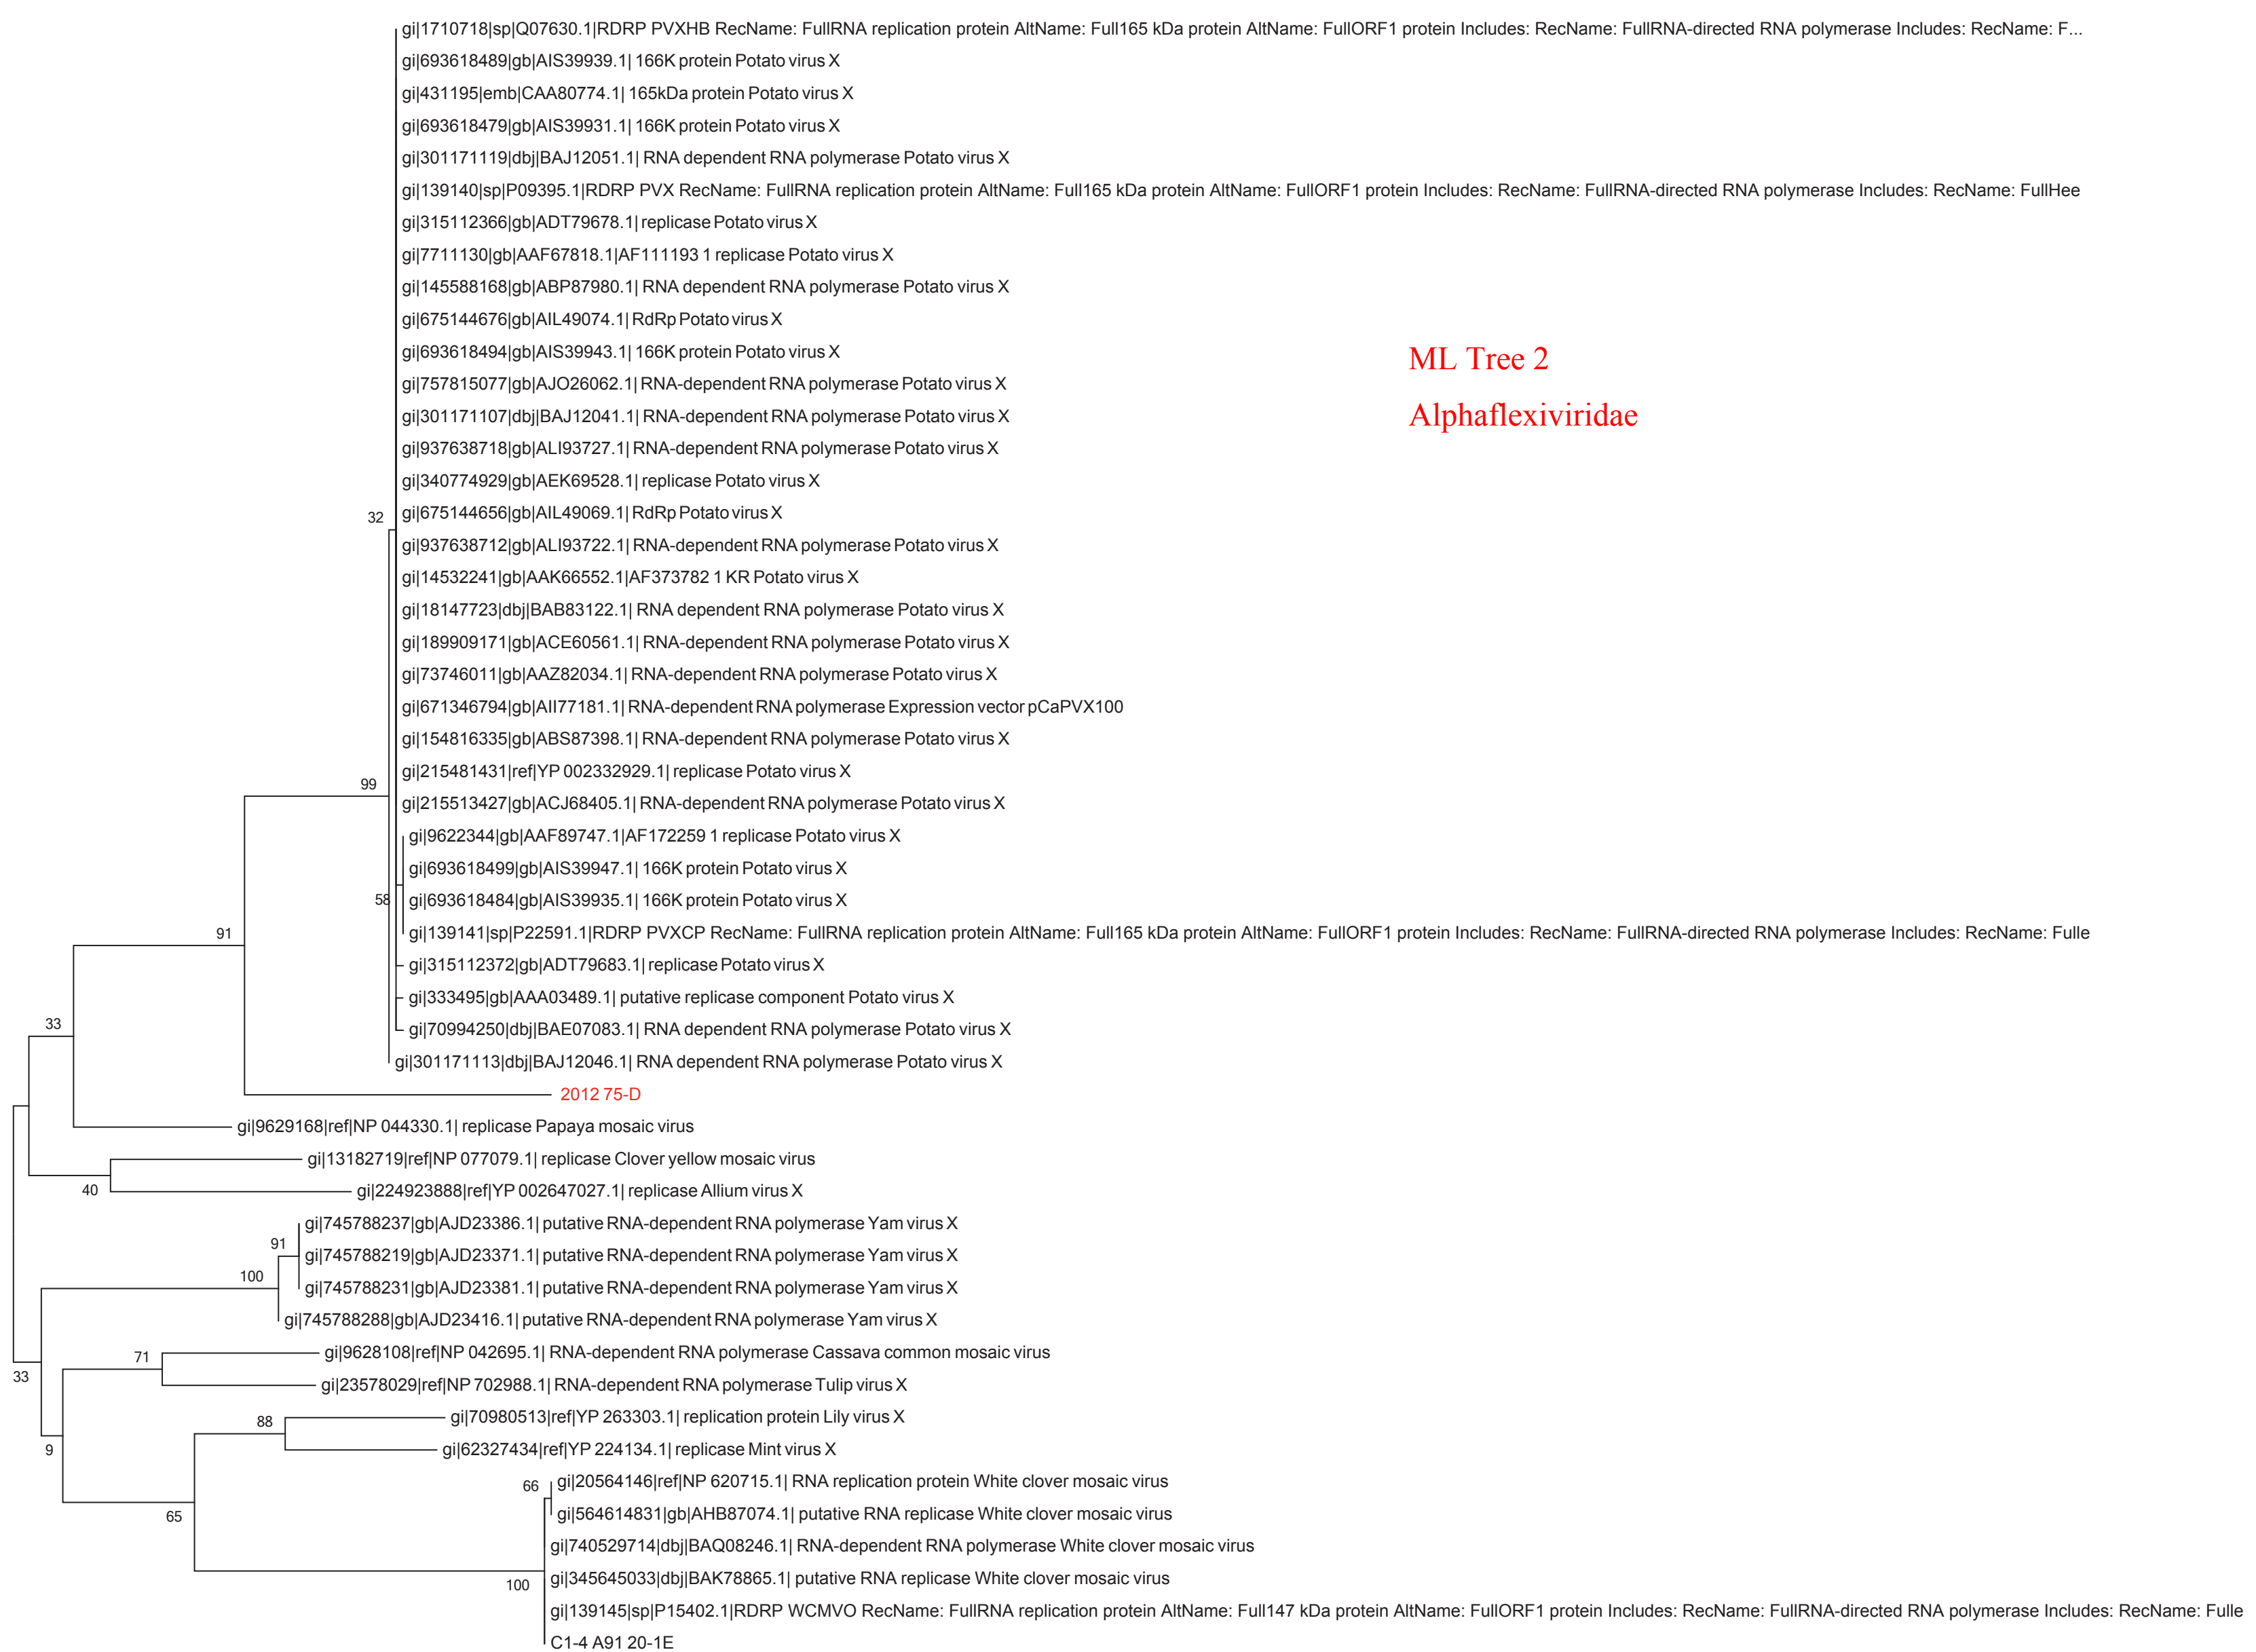 gi|1710718|sp|Q07630.1|RDRP PVXHB RecName: FullRNA replication protein AltName: Full165 kDa protein AltName: FullORF1 protein Includes: RecName: FullRNA-directed RNA polymerase Includes: RecName: F...
gi|693618489|gb|AIS39939.1| 166K protein Potato virus X
gi|431195|emb|CAA80774.1| 165kDa protein Potato virus X
gi|693618479|gb|AIS39931.1| 166K protein Potato virus X
gi|301171119|dbj|BAJ12051.1| RNA dependent RNA polymerase Potato virus X
gi|139140|sp|P09395.1|RDRP PVX RecName: FullRNA replication protein AltName: Full165 kDa protein AltName: FullORF1 protein Includes: RecName: FullRNA-directed RNA polymerase Includes: RecName: FullHee
gi|315112366|gb|ADT79678.1| replicase Potato virus X
gi|7711130|gb|AAF67818.1|AF111193 1 replicase Potato virus X
gi|145588168|gb|ABP87980.1| RNA dependent RNA polymerase Potato virus X
gi|675144676|gb|AIL49074.1| RdRp Potato virus X
gi|693618494|gb|AIS39943.1| 166K protein Potato virus X
ML Tree 2
gi|757815077|gb|AJO26062.1| RNA-dependent RNA polymerase Potato virus X
gi|301171107|dbj|BAJ12041.1| RNA-dependent RNA polymerase Potato virus X
Alphaflexiviridae
gi|937638718|gb|ALI93727.1| RNA-dependent RNA polymerase Potato virus X
gi|340774929|gb|AEK69528.1| replicase Potato virus X
32
gi|675144656|gb|AIL49069.1| RdRp Potato virus X
gi|937638712|gb|ALI93722.1| RNA-dependent RNA polymerase Potato virus X
gi|14532241|gb|AAK66552.1|AF373782 1 KR Potato virus X
gi|18147723|dbj|BAB83122.1| RNA dependent RNA polymerase Potato virus X
gi|189909171|gb|ACE60561.1| RNA-dependent RNA polymerase Potato virus X
gi|73746011|gb|AAZ82034.1| RNA-dependent RNA polymerase Potato virus X
gi|671346794|gb|AII77181.1| RNA-dependent RNA polymerase Expression vector pCaPVX100
gi|154816335|gb|ABS87398.1| RNA-dependent RNA polymerase Potato virus X
gi|215481431|ref|YP 002332929.1| replicase Potato virus X
99
gi|215513427|gb|ACJ68405.1| RNA-dependent RNA polymerase Potato virus X
gi|9622344|gb|AAF89747.1|AF172259 1 replicase Potato virus X
gi|693618499|gb|AIS39947.1| 166K protein Potato virus X
58
gi|693618484|gb|AIS39935.1| 166K protein Potato virus X
91
gi|139141|sp|P22591.1|RDRP PVXCP RecName: FullRNA replication protein AltName: Full165 kDa protein AltName: FullORF1 protein Includes: RecName: FullRNA-directed RNA polymerase Includes: RecName: Fulle
gi|315112372|gb|ADT79683.1| replicase Potato virus X
gi|333495|gb|AAA03489.1| putative replicase component Potato virus X
33
gi|70994250|dbj|BAE07083.1| RNA dependent RNA polymerase Potato virus X
gi|301171113|dbj|BAJ12046.1| RNA dependent RNA polymerase Potato virus X
2012 75-D
gi|9629168|ref|NP 044330.1| replicase Papaya mosaic virus
gi|13182719|ref|NP 077079.1| replicase Clover yellow mosaic virus
40
gi|224923888|ref|YP 002647027.1| replicase Allium virus X
gi|745788237|gb|AJD23386.1| putative RNA-dependent RNA polymerase Yam virus X
91
gi|745788219|gb|AJD23371.1| putative RNA-dependent RNA polymerase Yam virus X
100
gi|745788231|gb|AJD23381.1| putative RNA-dependent RNA polymerase Yam virus X
gi|745788288|gb|AJD23416.1| putative RNA-dependent RNA polymerase Yam virus X
71
gi|9628108|ref|NP 042695.1| RNA-dependent RNA polymerase Cassava common mosaic virus
33
gi|23578029|ref|NP 702988.1| RNA-dependent RNA polymerase Tulip virus X
88
gi|70980513|ref|YP 263303.1| replication protein Lily virus X
9
gi|62327434|ref|YP 224134.1| replicase Mint virus X
66
gi|20564146|ref|NP 620715.1| RNA replication protein White clover mosaic virus
65
gi|564614831|gb|AHB87074.1| putative RNA replicase White clover mosaic virus
gi|740529714|dbj|BAQ08246.1| RNA-dependent RNA polymerase White clover mosaic virus
100
gi|345645033|dbj|BAK78865.1| putative RNA replicase White clover mosaic virus
gi|139145|sp|P15402.1|RDRP WCMVO RecName: FullRNA replication protein AltName: Full147 kDa protein AltName: FullORF1 protein Includes: RecName: FullRNA-directed RNA polymerase Includes: RecName: Fulle
C1-4 A91 20-1E